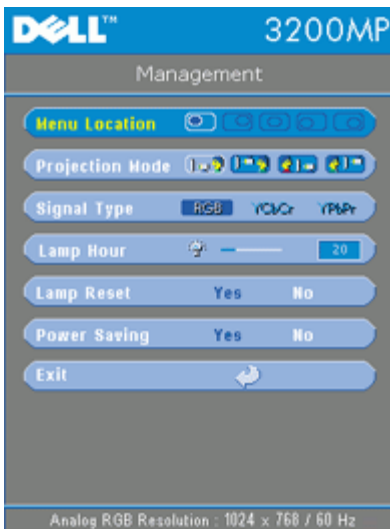 DELL™ 3200MP
Management
Menu Location
Projection Mode
Signal Type RGB YCbCr YPbPr
Lamp Hour 20
Lamp Reset Yes No
Power Saving Yes No
Exit
Analog RGB Resolution : 1024 x 768 / 60 Hz